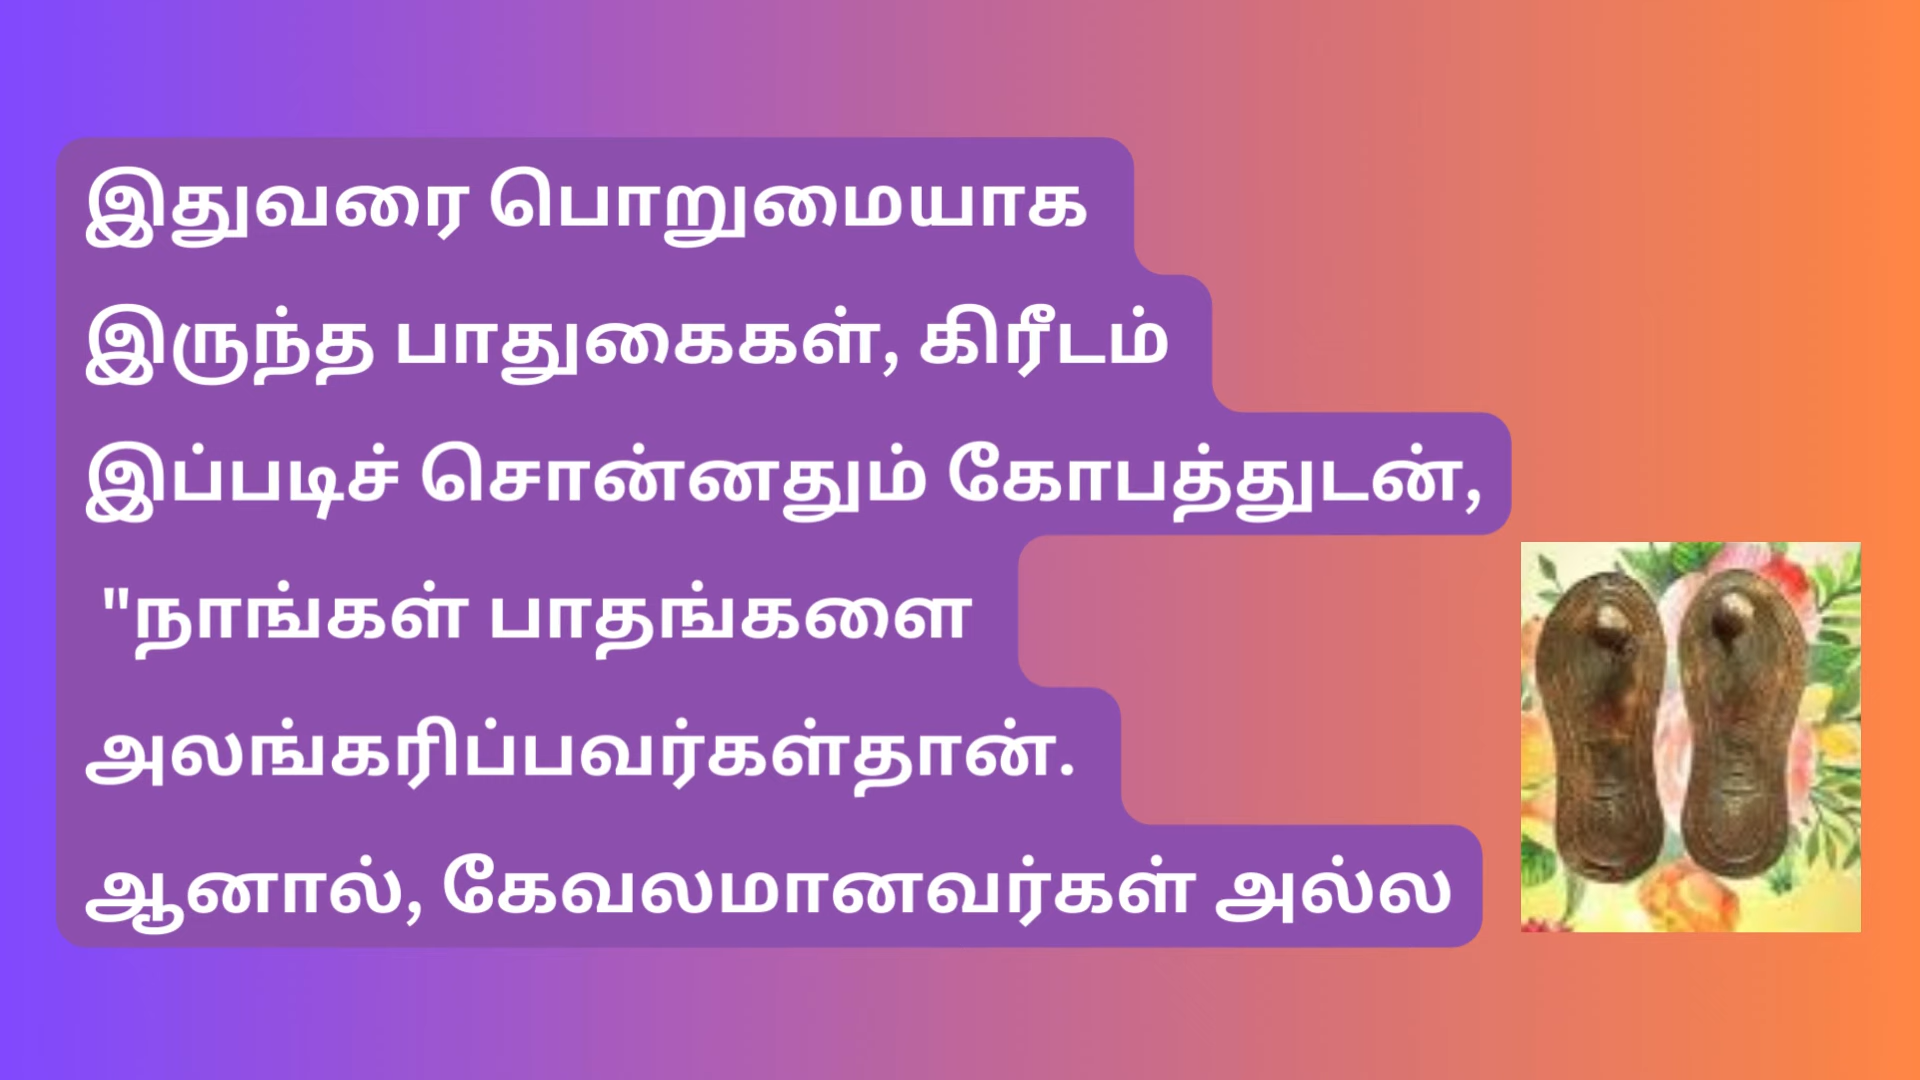 இதுவரை பொறுமையாக
இருந்த பாதுகைகள், கிரீடம்
இப்படிச் சொன்னதும் கோபத்துடன்,
"நாங்கள் பாதங்களை
அலங்கரிப்பவர்கள்தான்.
ஆனால், கேவலமானவர்கள் அல்ல